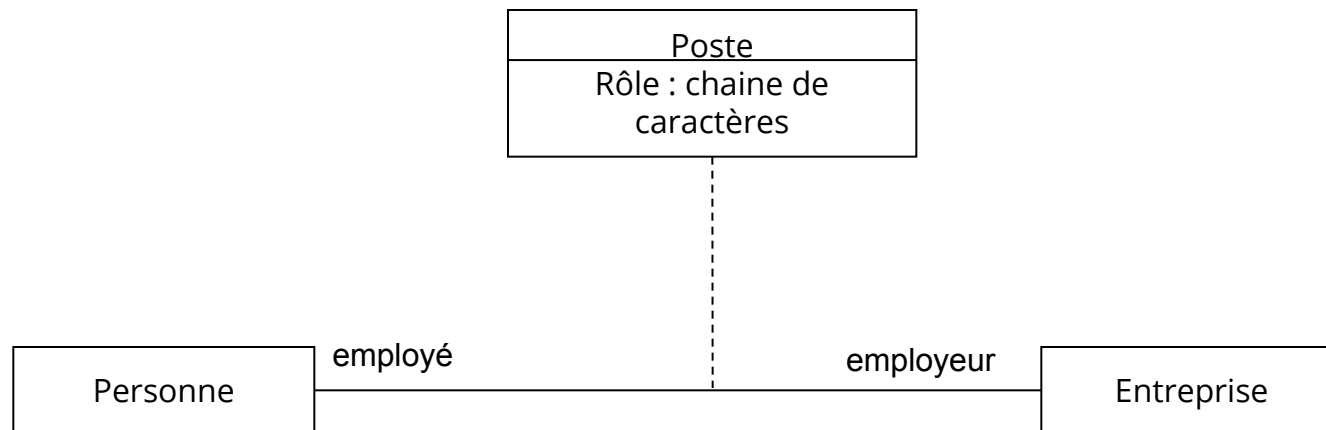 Poste
Rôle : chaine de
caractères
employé
employeur
Personne
Entreprise